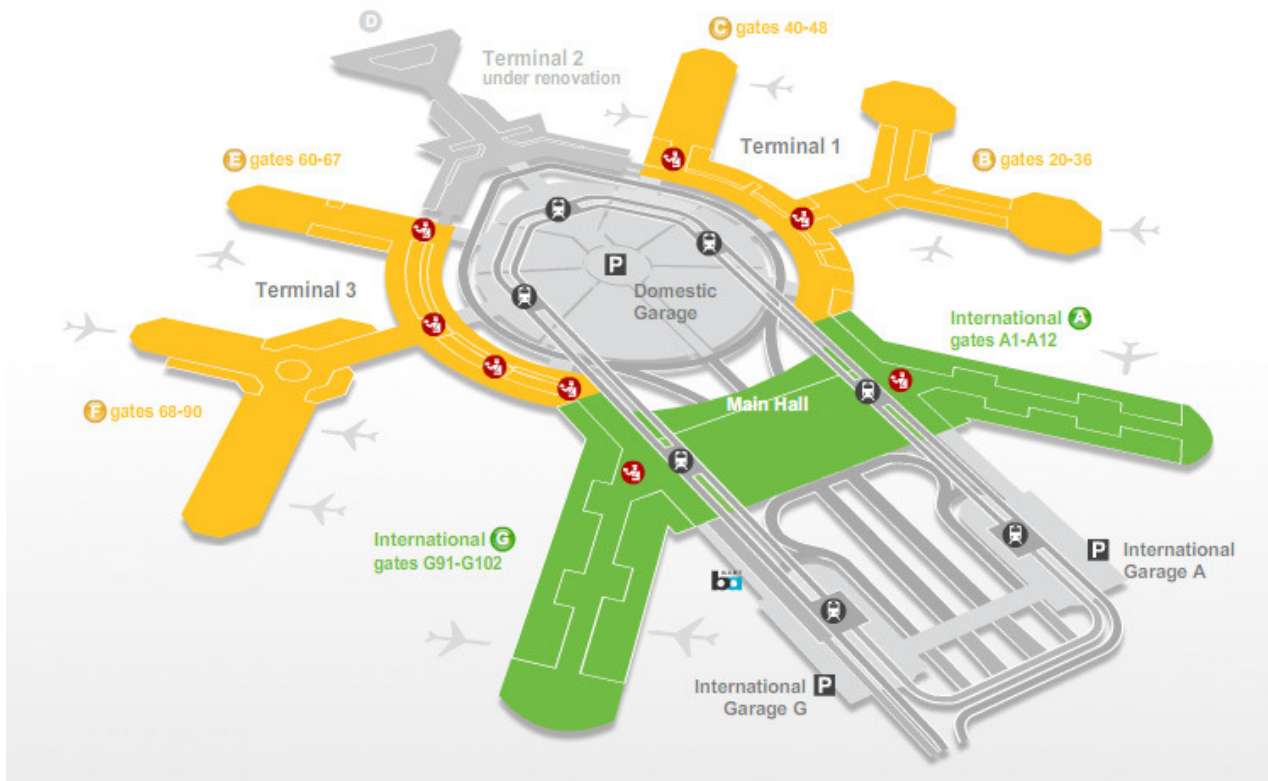 D
C gates 40-48
Terminal 2
under renovation
Terminal 1
E gates 60-67
B gates 20-36
P
Domestic
Garage
Terminal 3
International A
gates A1-A12
F gates 68-90
Main Hall
International G
gates G91-G102
P International
Garage A
ba
International P
Garage G